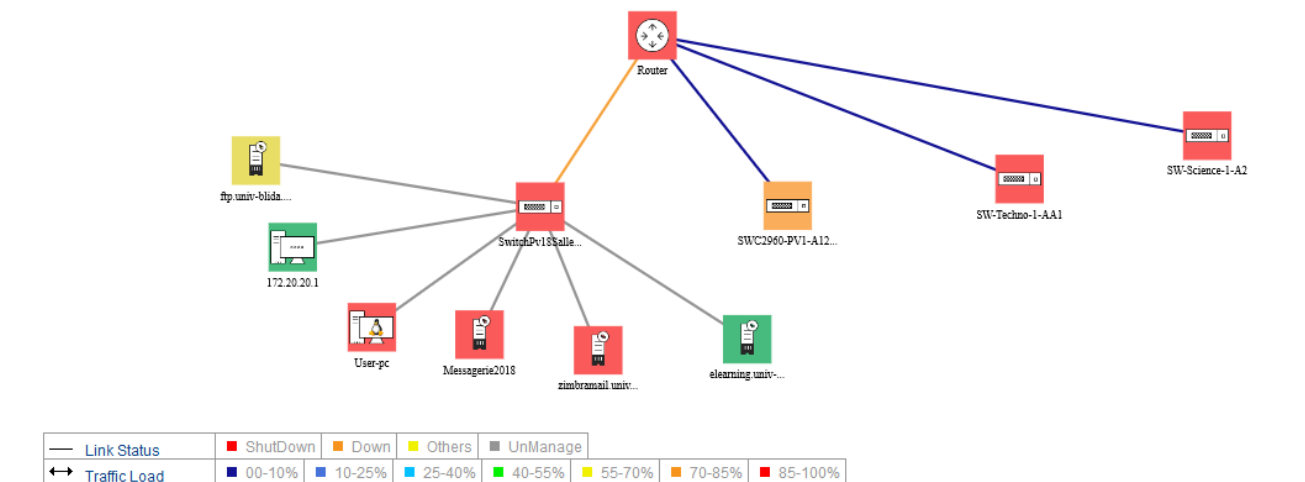 Router
SW-Science-1-A2
ftp.univ-blida....
SW-Techno-1-AA1
SwitchPv18Salle...
SWC2960-PV1-A12...
172.20.20.1
User-pc
Messagerie2018
zimbramail.univ...
elearning.univ-...
Link Status ShutDown Down Others UnManage
Traffic Load 00-10% 10-25% 25-40% 40-55% 55-70% 70-85% 85-100%